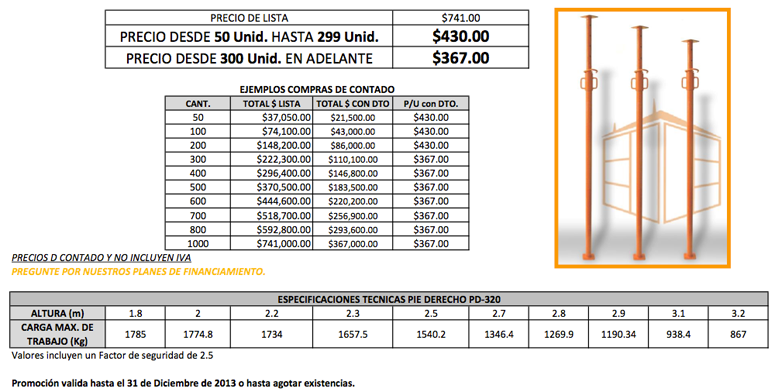 PRECIO DE LISTA $741.00
PRECIO DESDE 50 Unid. HASTA 299 Unid. $430.00
PRECIO DESDE 300 Unid. EN ADELANTE $367.00
EJEMPLOS COMPRAS DE CONTADO
CANT. TOTAL $ LISTA TOTAL $ CON DTO P/U con DTO.
50 $37,050.00 $21,500.00 $430.00
100 $74,100.00 $43,000.00 $430.00
200 $148,200.00 $86,000.00 $430.00
300 $222,300.00 $110,100.00 $367.00
400 $296,400.00 $146,800.00 $367.00
500 $370,500.00 $183,500.00 $367.00
600 $444,600.00 $220,200.00 $367.00
700 $518,700.00 $256,900.00 $367.00
800 $592,800.00 $293,600.00 $367.00
1000 $741,000.00 $367,000.00 $367.00
PRECIOS D CONTADO Y NO INCLUYEN IVA
PREGUNTE POR NUESTROS PLANES DE FINANCIAMIENTO.
ESPECIFICACIONES TECNICAS PIE DERECHO PD-320
ALTURA (m) 1.8 2 2.2 2.3 2.5 2.7 2.8 2.9 3.1 3.2
CARGA MAX. DE
TRABAJO (Kg) 1785 1774.8 1734 1657.5 1540.2 1346.4 1269.9 1190.34 938.4 867
Valores incluyen un Factor de seguridad de 2.5
Promoción valida hasta el 31 de Diciembre de 2013 o hasta agotar existencias.